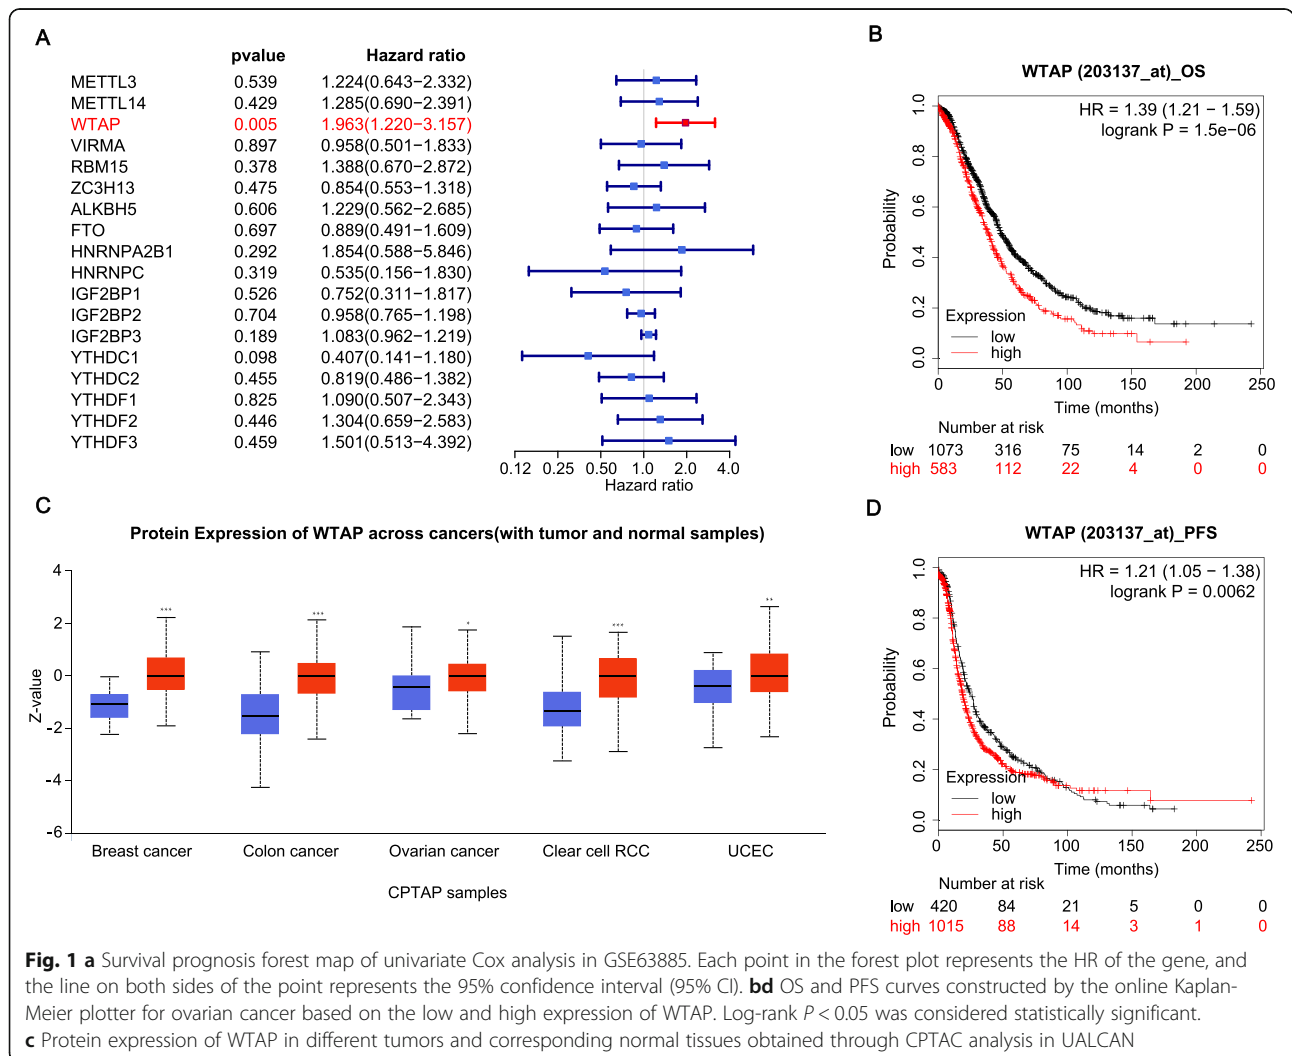 A
pvalue Hazard ratio
METTL3 0.539 1.224(0.643−2.332)
METTL14 0.429 1.285(0.690−2.391)
WTAP 0.005 1.963(1.220−3.157)
VIRMA 0.897 0.958(0.501−1.833)
RBM15 0.378 1.388(0.670−2.872)
ZC3H13 0.475 0.854(0.553−1.318)
ALKBH5 0.606 1.229(0.562−2.685)
FTO 0.697 0.889(0.491−1.609)
HNRNPA2B1 0.292 1.854(0.588−5.846)
HNRNPC 0.319 0.535(0.156−1.830)
IGF2BP1 0.526 0.752(0.311−1.817)
IGF2BP2 0.704 0.958(0.765−1.198)
IGF2BP3 0.189 1.083(0.962−1.219)
YTHDC1 0.098 0.407(0.141−1.180)
YTHDC2 0.455 0.819(0.486−1.382)
YTHDF1 0.825 1.090(0.507−2.343)
YTHDF2 0.446 1.304(0.659−2.583)
YTHDF3 0.459 1.501(0.513−4.392)
0.12 0.25 0.50 1.0 2.0 4.0
Hazard ratio
B
WTAP (203137_at)_OS
HR = 1.39 (1.21 − 1.59)
logrank P = 1.5e−06
Probability
1.0
0.8
0.6
0.4
0.2
0.0
Expression
low
high
0 50 100 150 200 250
Time (months)
Number at risk
low 1073 316 75 14 2 0
high 583 112 22 4 0 0
C
Protein Expression of WTAP across cancers(with tumor and normal samples)
Z-value
4
2
0
-2
-4
-6
*** *** * *** **
Breast cancer Colon cancer Ovarian cancer Clear cell RCC UCEC
CPTAP samples
D
WTAP (203137_at)_PFS
HR = 1.21 (1.05 − 1.38)
logrank P = 0.0062
Probability
1.0
0.8
0.6
0.4
0.2
0.0
Expression
low
high
0 50 100 150 200 250
Time (months)
Number at risk
low 420 84 21 5 0 0
high 1015 88 14 3 1 0
Fig. 1 a Survival prognosis forest map of univariate Cox analysis in GSE63885. Each point in the forest plot represents the HR of the gene, and
the line on both sides of the point represents the 95% confidence interval (95% CI). bd OS and PFS curves constructed by the online Kaplan-
Meier plotter for ovarian cancer based on the low and high expression of WTAP. Log-rank P < 0.05 was considered statistically significant.
c Protein expression of WTAP in different tumors and corresponding normal tissues obtained through CPTAC analysis in UALCAN